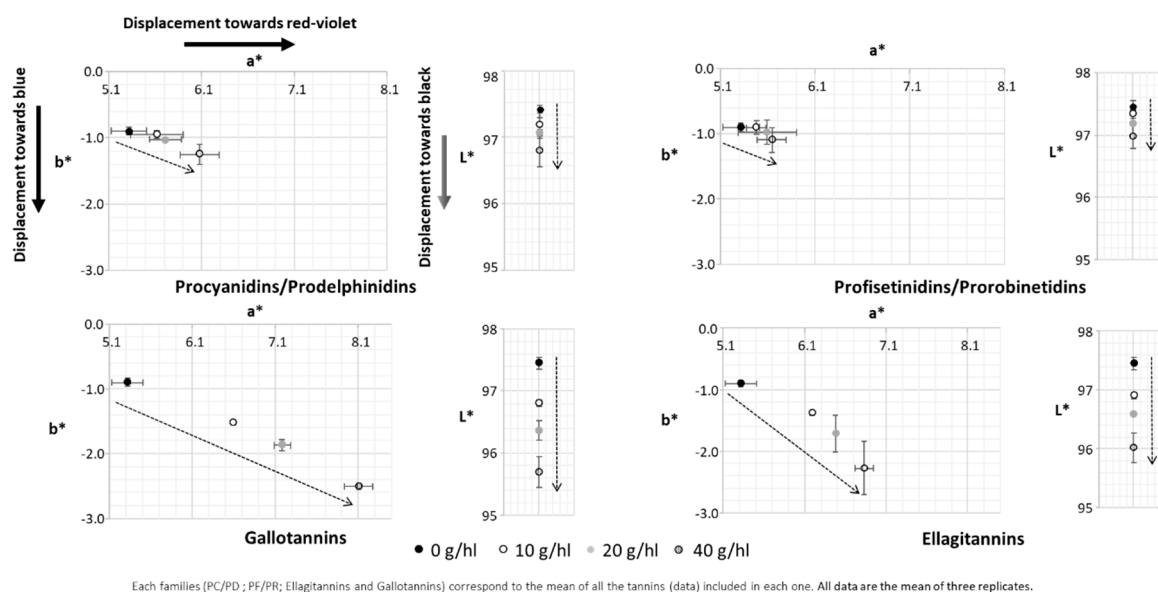 Displacement towards red-violet
Displacement towards blue
Displacement towards black
a*
0.0
5.1 6.1 7.1 8.1
-1.0
b*
-2.0
-3.0
Procyanidins/Prodelphinidins
98
97
L*
96
95
a*
0.0
5.1 6.1 7.1 8.1
-1.0
b*
-2.0
-3.0
Profisetinidins/Prorobinetidins
98
97
L*
96
95
a*
0.0
5.1 6.1 7.1 8.1
-1.0
b*
-2.0
-3.0
Gallotannins
98
97
L*
96
95
a*
0.0
5.1 6.1 7.1 8.1
-1.0
b*
-2.0
-3.0
Ellagitannins
98
97
L*
96
95
0 g/hl 10 g/hl 20 g/hl 40 g/hl
Each families (PC/PD ; PF/PR; Ellagitannins and Gallotannins) correspond to the mean of all the tannins (data) included in each one. All data are the mean of three replicates.